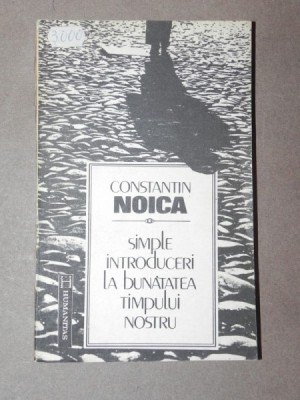 3000
CONSTANTIN
NOICA
simple
introduceri
la bunătatea
timpului
nostru
HUMANITAS